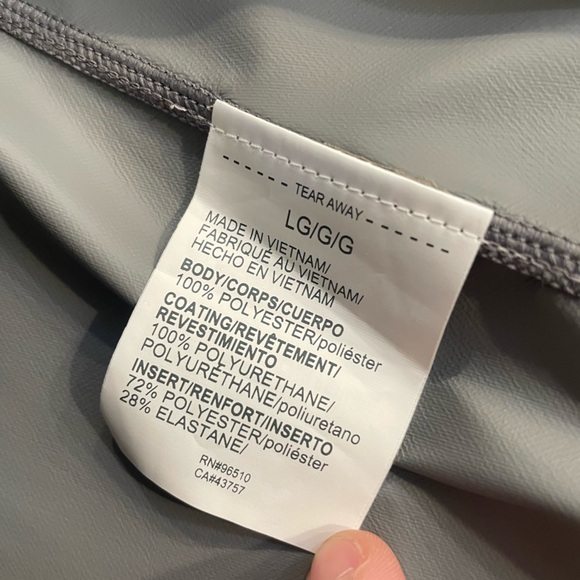 TEAR AWAY
LG/G/G
MADE IN VIETNAM/
FABRIQUÉ AU VIETNAM/
HECHO EN VIETNAM
BODY/CORPS/CUERPO
100% POLYESTER/poliéster
COATING/REVÊTEMENT/
REVESTIMIENTO
100% POLYURETHANE/
POLYURÉTHANE/poliuretano
INSERT/RENFORT/INSERTO
72% POLYESTER/poliéster
28% ELASTANE/
RN#96510
CA#43757